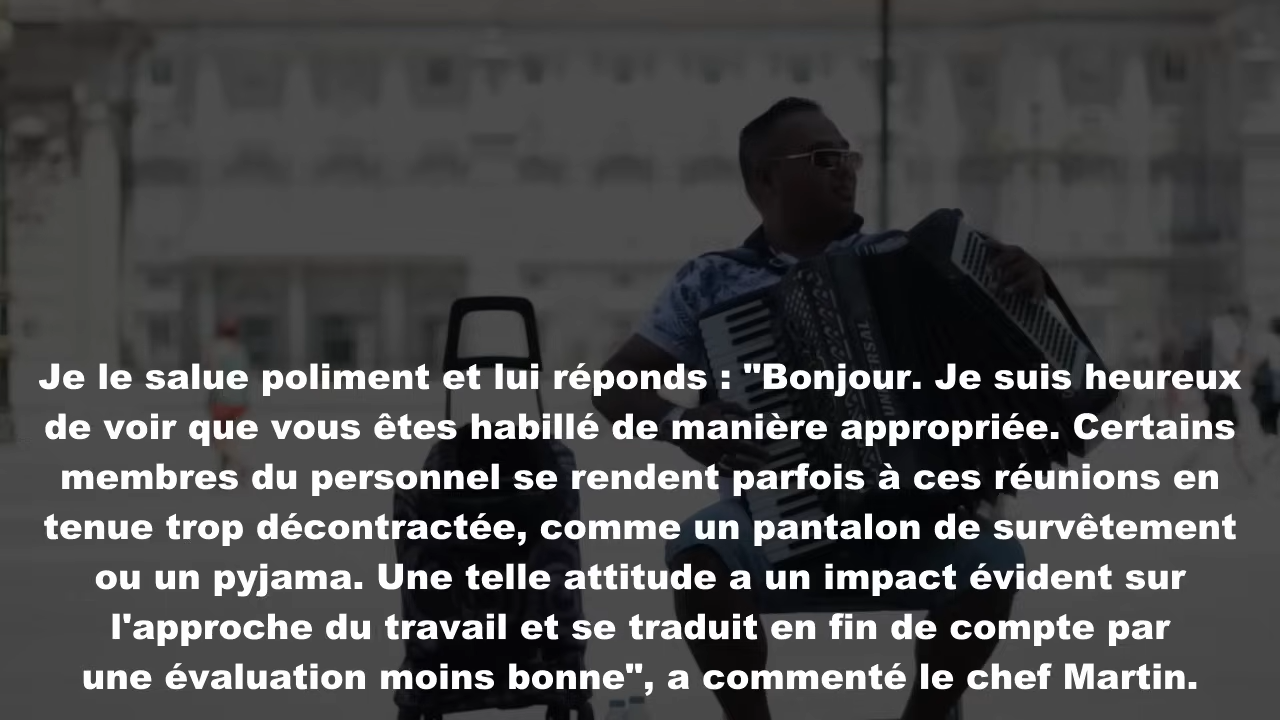 Je le salue poliment et lui réponds : "Bonjour. Je suis heureux
de voir que vous êtes habillé de manière appropriée. Certains
membres du personnel se rendent parfois à ces réunions en
tenue trop décontractée, comme un pantalon de survêtement
ou un pyjama. Une telle attitude a un impact évident sur
l'approche du travail et se traduit en fin de compte par
une évaluation moins bonne", a commenté le chef Martin.